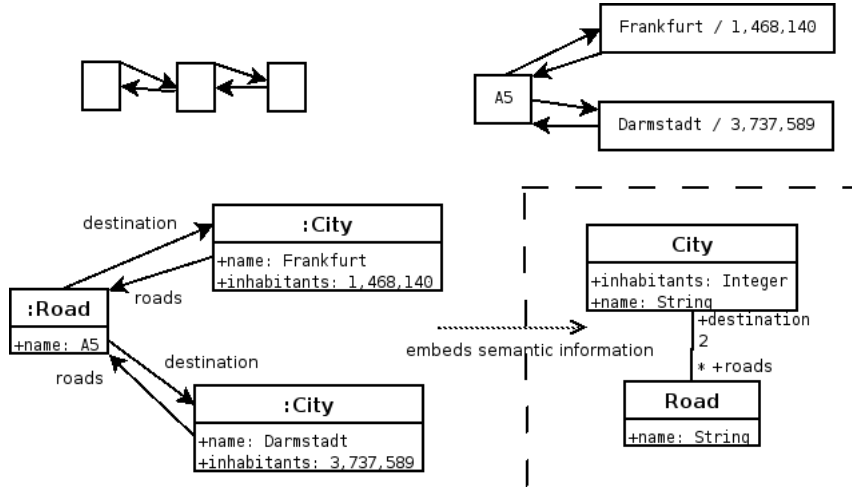 Frankfurt / 1,468,140
A5
Darmstadt / 3,737,589
destination
:City
+name: Frankfurt
+inhabitants: 1,468,140
roads
:Road
+name: A5
destination
roads
:City
+name: Darmstadt
+inhabitants: 3,737,589
embeds semantic information
City
+inhabitants: Integer
+name: String
+destination
2
* +roads
Road
+name: String